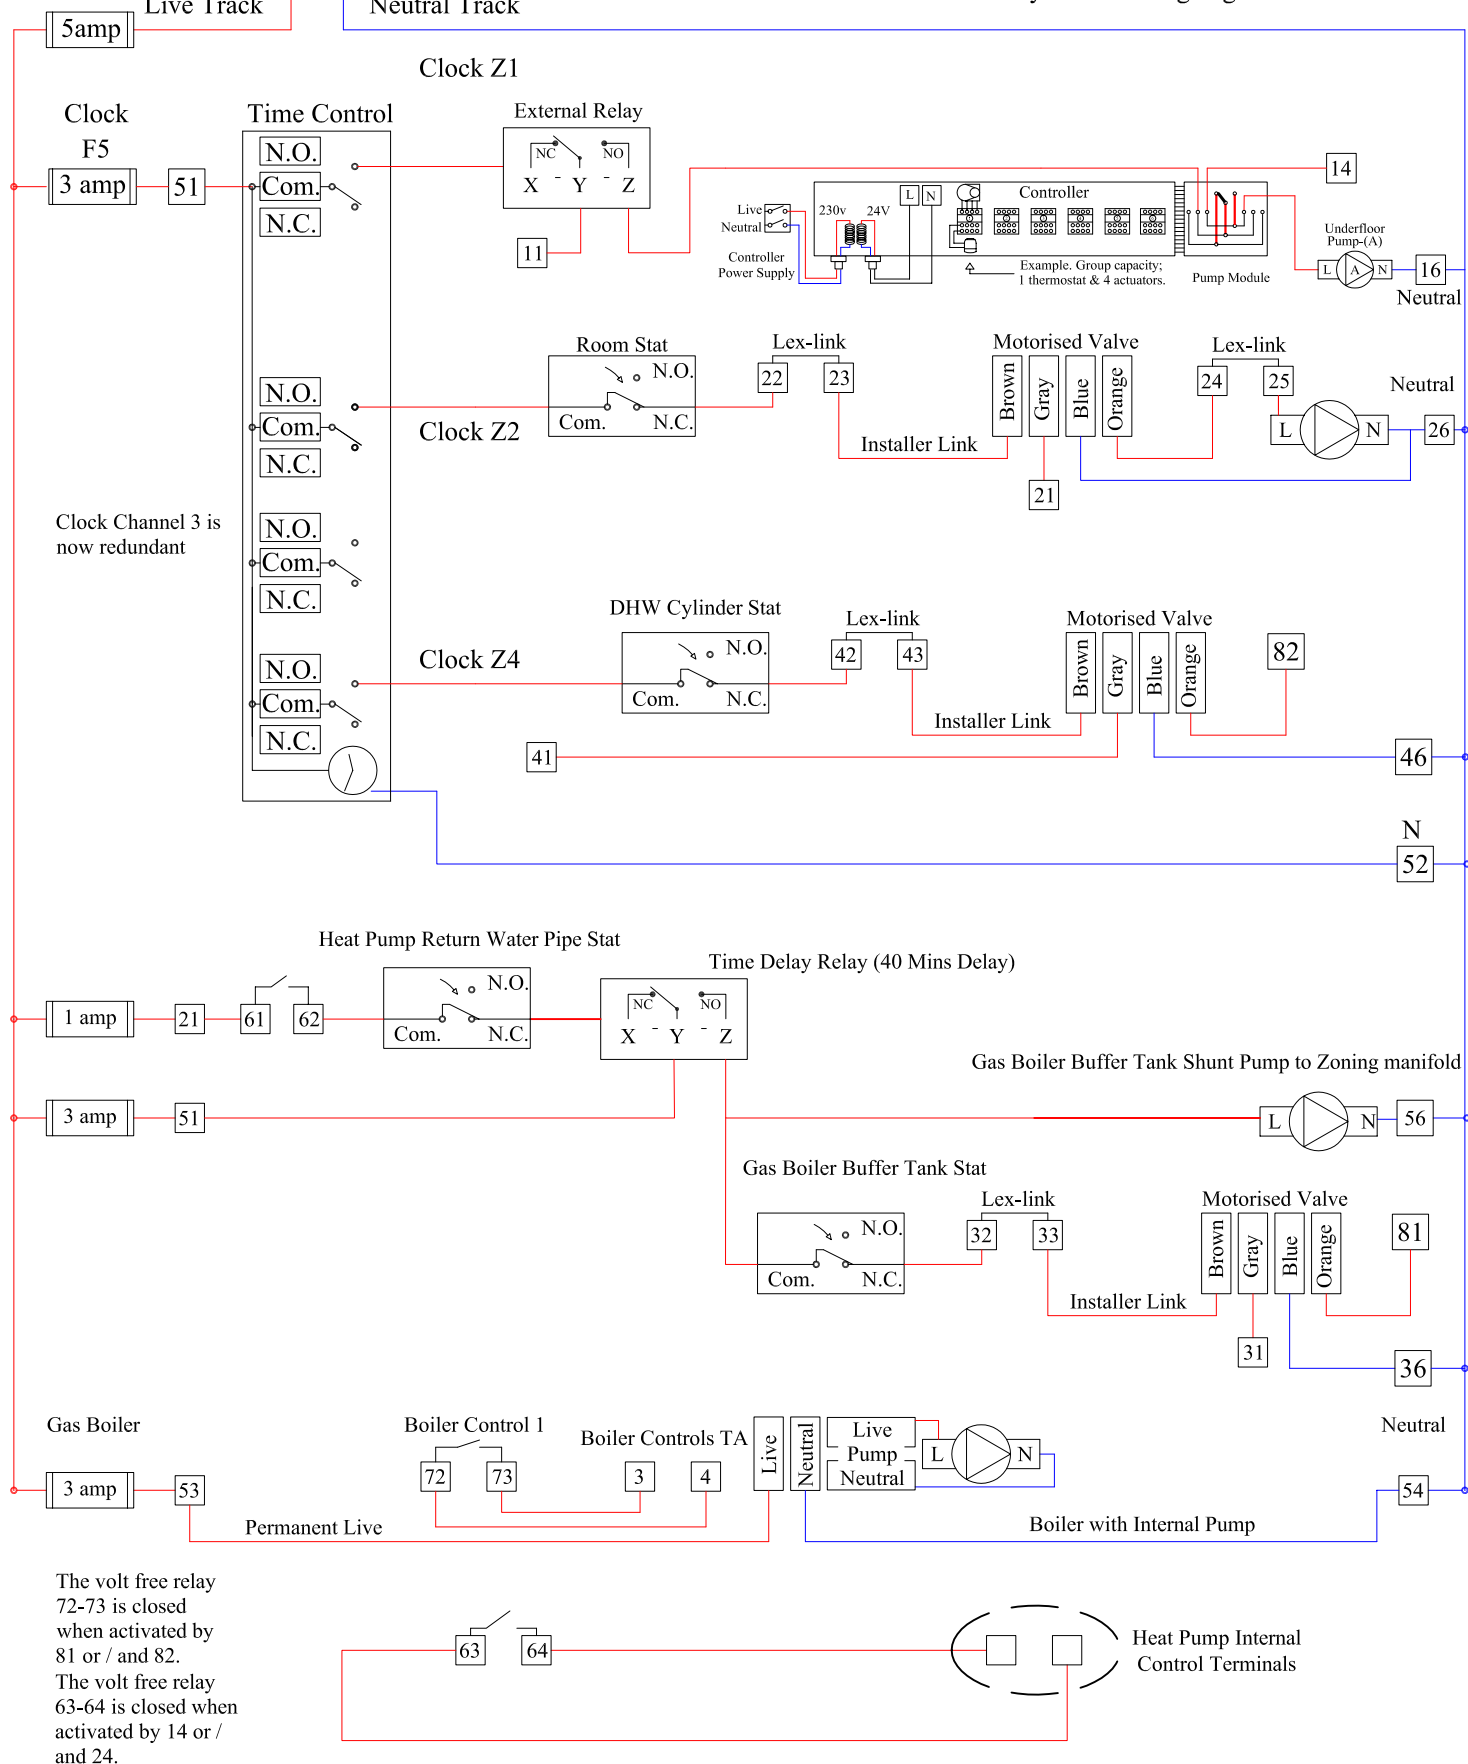 Live Track
Neutral Track
5amp
Clock Z1
Clock
F5
3 amp
51
Time Control
N.O.
Com.
N.C.
External Relay
NC
NO
X - Y - Z
11
14
Live
Neutral
Controller
Power Supply
230v
24V
L
N
Controller
Example. Group capacity;
1 thermostat & 4 actuators.
Pump Module
Underfloor
Pump-(A)
L
A
N
16
Neutral
N.O.
Com.
N.C.
Clock Z2
Room Stat
N.O.
Com.
N.C.
Lex-link
22
23
Installer Link
Motorised Valve
Brown
Gray
Blue
Orange
21
Lex-link
24
25
L
N
Neutral
26
Clock Channel 3 is
now redundant
N.O.
Com.
N.C.
N.O.
Com.
N.C.
Clock Z4
DHW Cylinder Stat
N.O.
Com.
N.C.
Lex-link
42
43
Installer Link
Motorised Valve
Brown
Gray
Blue
Orange
82
41
46
N
52
Heat Pump Return Water Pipe Stat
1 amp
21
61
62
N.O.
Com.
N.C.
Time Delay Relay (40 Mins Delay)
NC
NO
X - Y - Z
3 amp
51
Gas Boiler Buffer Tank Shunt Pump to Zoning manifold
L
N
56
Gas Boiler Buffer Tank Stat
N.O.
Com.
N.C.
Lex-link
32
33
Installer Link
Motorised Valve
Brown
Gray
Blue
Orange
81
31
36
Gas Boiler
3 amp
53
Permanent Live
Boiler Control 1
72
73
Boiler Controls TA
3
4
Live
Neutral
Live
Pump
Neutral
L
N
Neutral
54
Boiler with Internal Pump
The volt free relay
72-73 is closed
when activated by
81 or / and 82.
The volt free relay
63-64 is closed when
activated by 14 or /
and 24.
63
64
Heat Pump Internal
Control Terminals